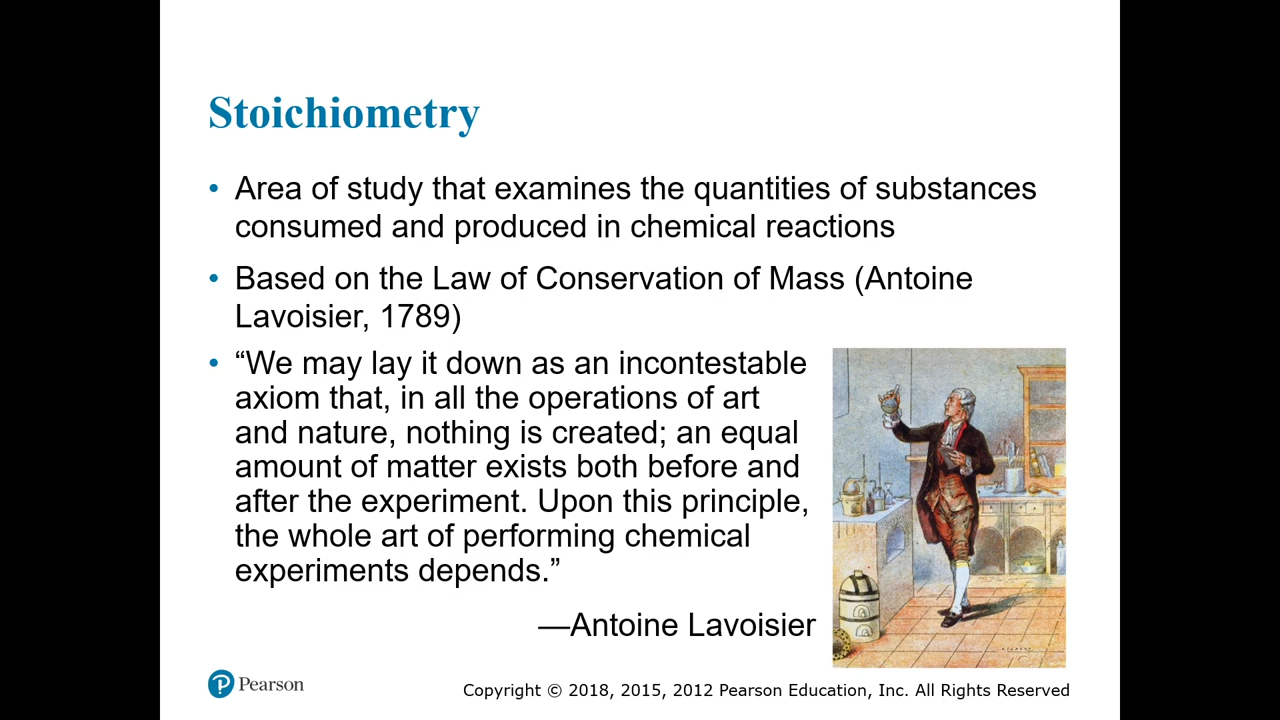 Stoichiometry
• Area of study that examines the quantities of substances
consumed and produced in chemical reactions
• Based on the Law of Conservation of Mass (Antoine
Lavoisier, 1789)
• “We may lay it down as an incontestable
axiom that, in all the operations of art
and nature, nothing is created; an equal
amount of matter exists both before and
after the experiment. Upon this principle,
the whole art of performing chemical
experiments depends.”
—Antoine Lavoisier
P Pearson
Copyright © 2018, 2015, 2012 Pearson Education, Inc. All Rights Reserved